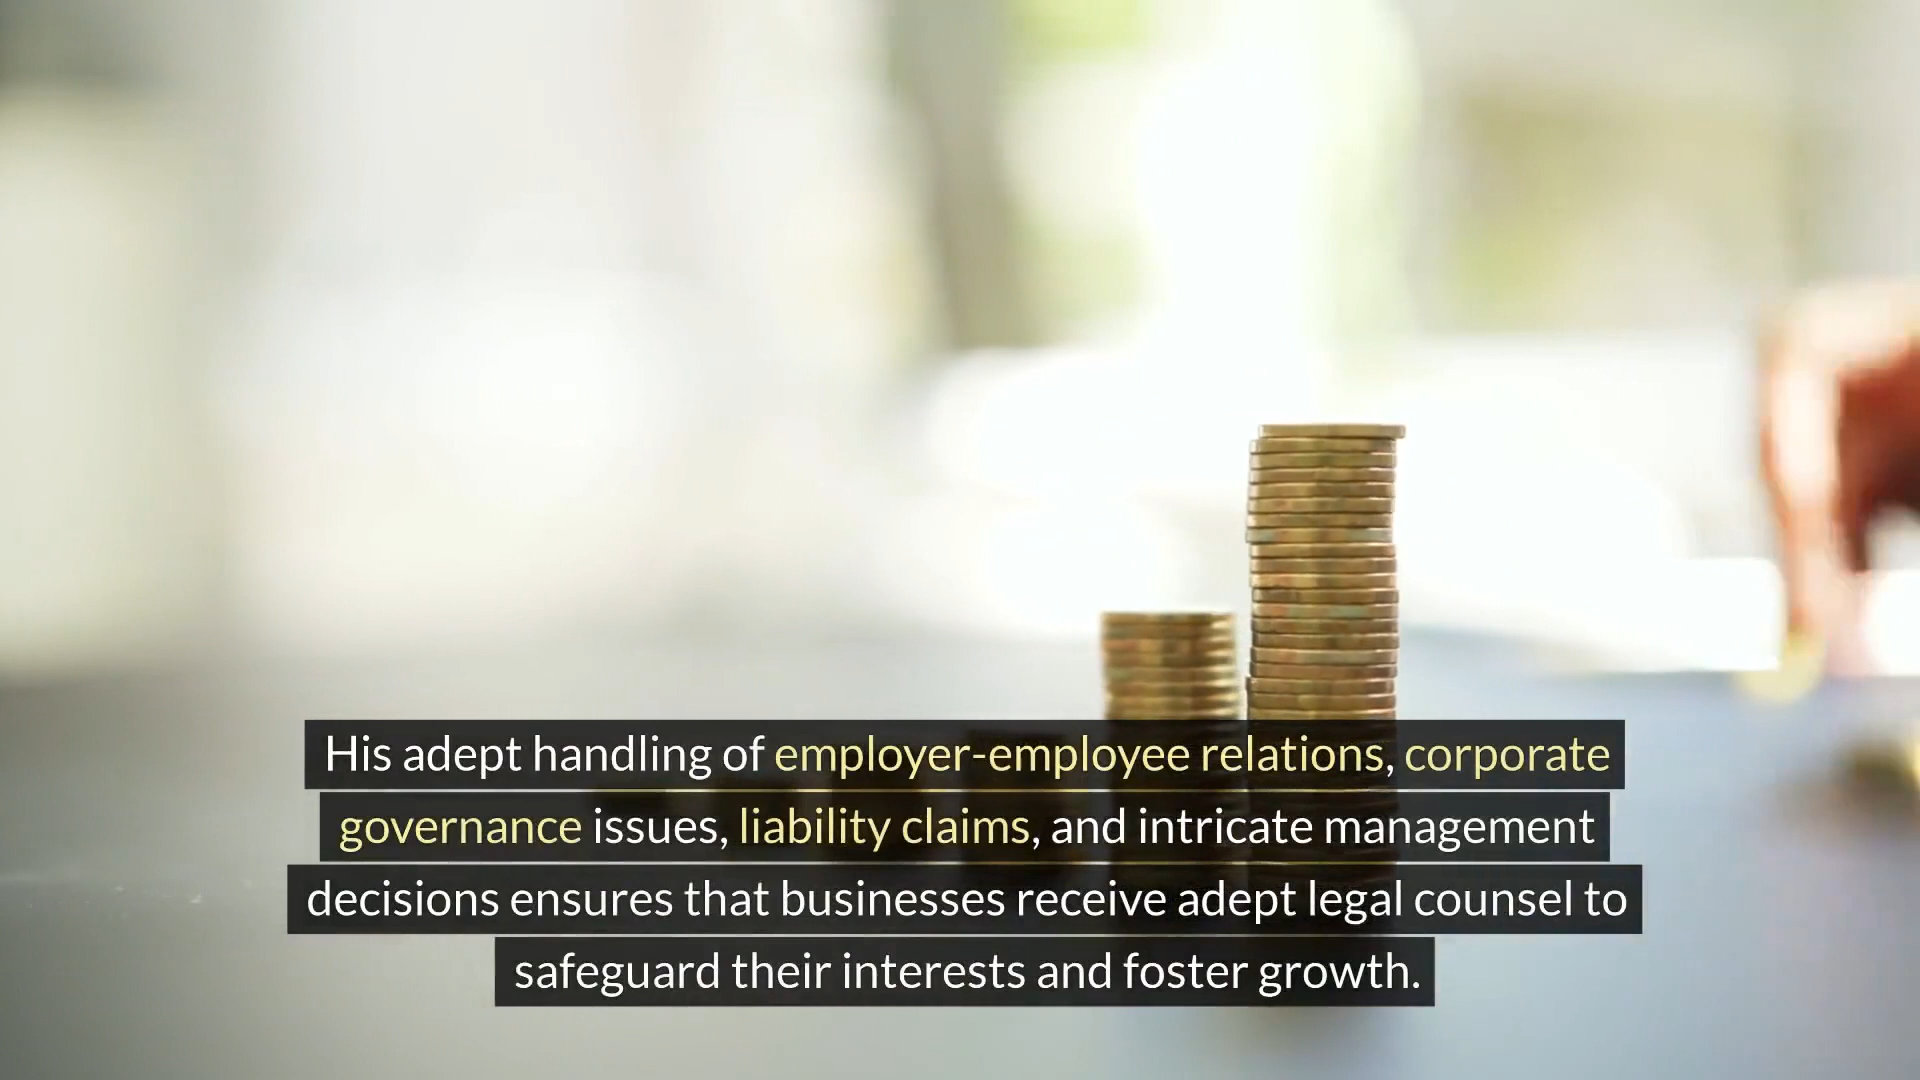 His adept handling of employer-employee relations, corporate
governance issues, liability claims, and intricate management
decisions ensures that businesses receive adept legal counsel to
safeguard their interests and foster growth.